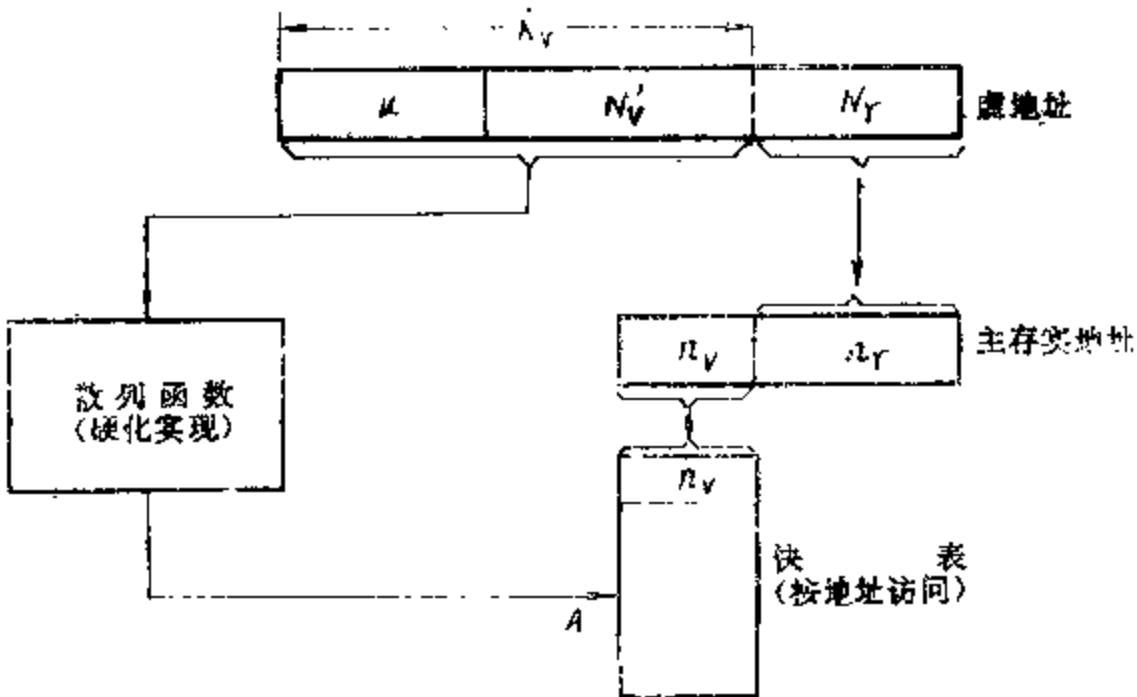 N_v
u N_v' N_r 虚地址
n_v n_r 主存实地址
散列函数
(硬化实现)
n_v
快 表
(按地址访问)
A